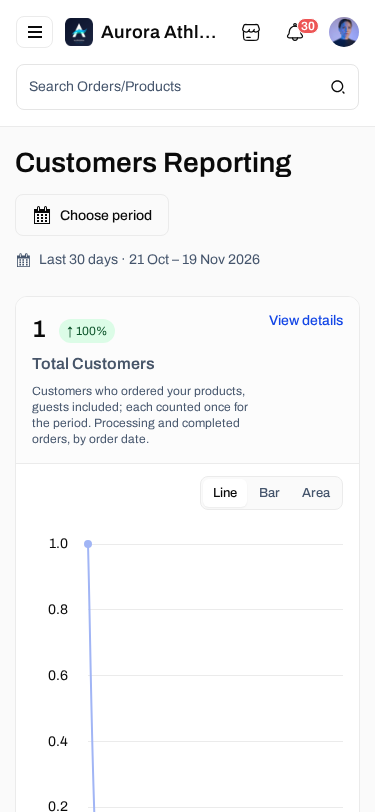 Aurora Athl...
30
Search Orders/Products
Customers Reporting
Choose period
Last 30 days · 21 Oct – 19 Nov 2026
1
↑ 100%
View details
Total Customers
Customers who ordered your products,
guests included; each counted once for
the period. Processing and completed
orders, by order date.
Line
Bar
Area
1.0
0.8
0.6
0.4
0.2